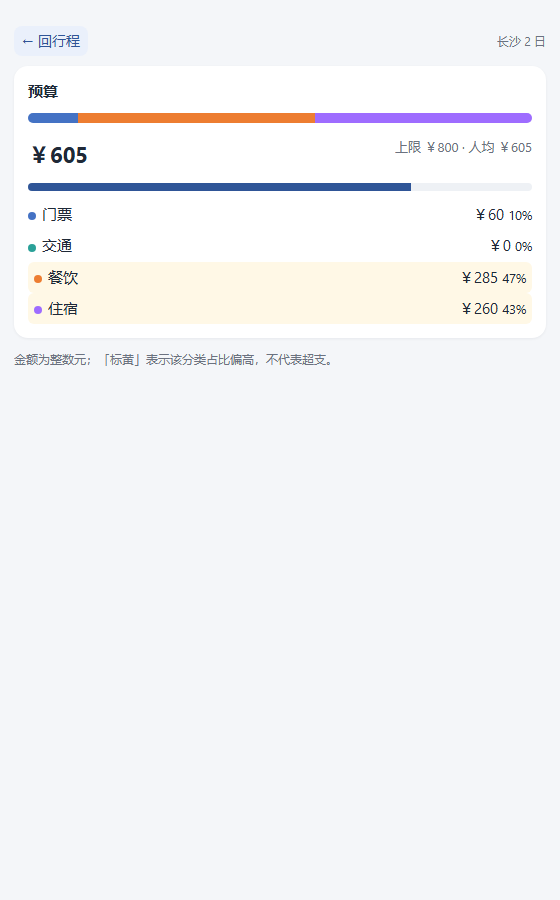 ← 回行程
长沙 2 日
预算
￥605
上限 ￥800 · 人均 ￥605
门票 ￥60 10%
交通 ￥0 0%
餐饮 ￥285 47%
住宿 ￥260 43%
金额为整数元；「标黄」表示该分类占比偏高，不代表超支。